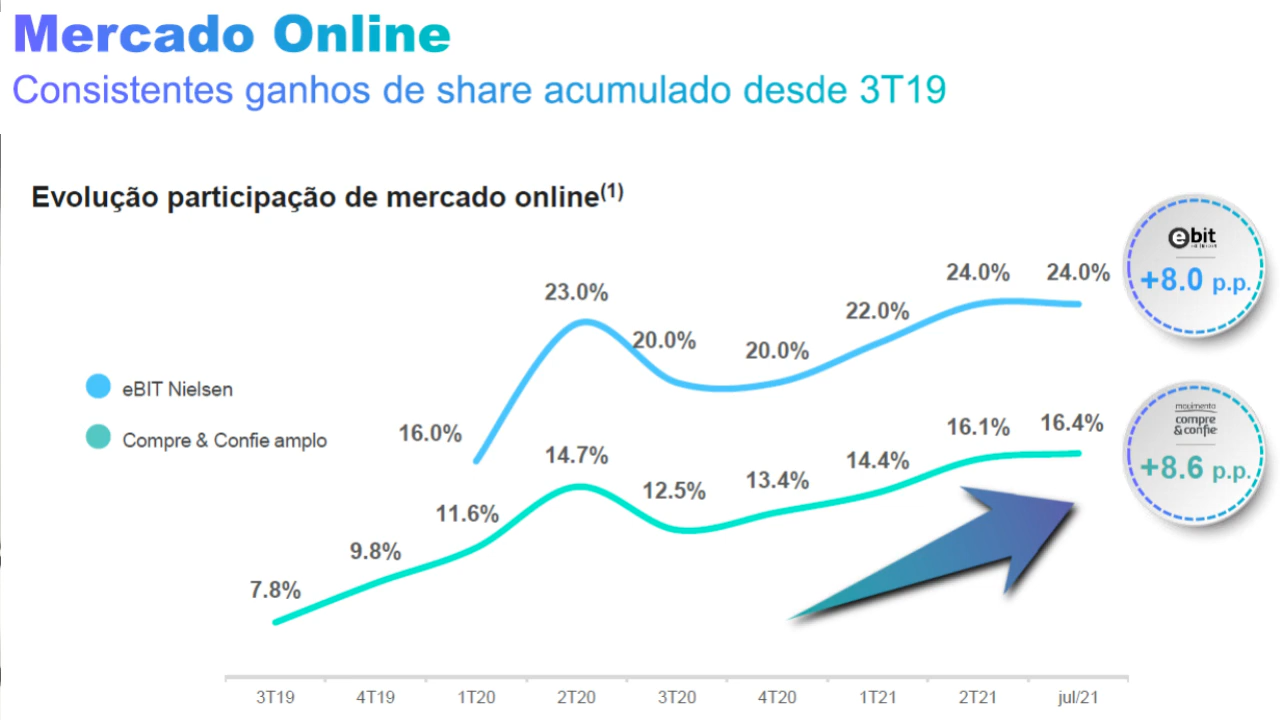 Mercado Online
Consistentes ganhos de share acumulado desde 3T19
Evolução participação de mercado online(1)
ebit
+8.0 p.p.
24.0% 24.0%
23.0%
22.0%
20.0%
20.0%
eBIT Nielsen
Compre & Confie amplo
16.0%
movimento
compre
&confie
+8.6 p.p.
16.1% 16.4%
14.7%
14.4%
13.4%
12.5%
11.6%
9.8%
7.8%
3T19 4T19 1T20 2T20 3T20 4T20 1T21 2T21 jul/21